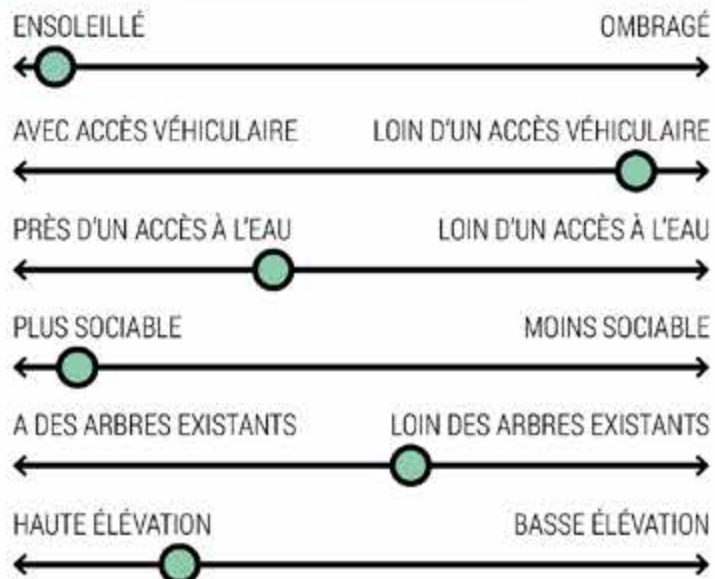 ENSOLEILLÉ OMBRAGÉ
AVEC ACCÈS VÉHICULAIRE LOIN D'UN ACCÈS VÉHICULAIRE
PRÈS D'UN ACCÈS À L'EAU LOIN D'UN ACCÈS À L'EAU
PLUS SOCIABLE MOINS SOCIABLE
A DES ARBRES EXISTANTS LOIN DES ARBRES EXISTANTS
HAUTE ÉLÉVATION BASSE ÉLÉVATION